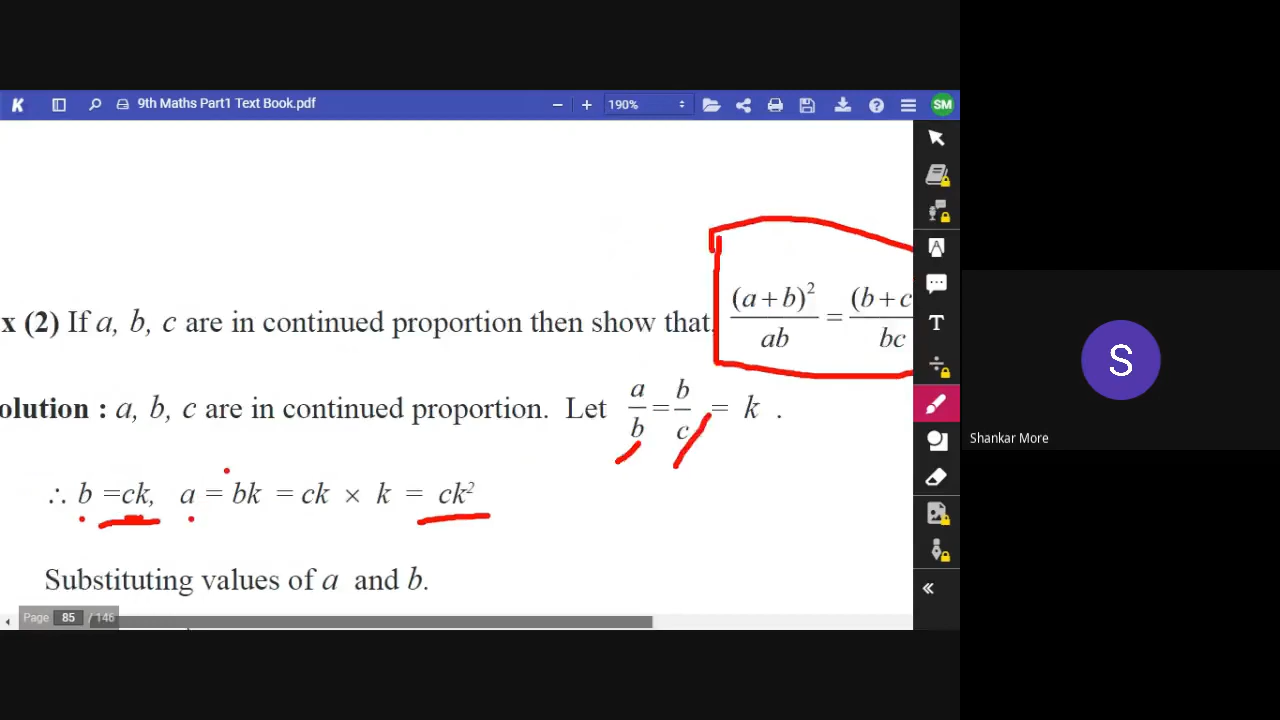 9th Maths Part1 Text Book.pdf
190%
SM
x (2) If a, b, c are in continued proportion then show that, (a+b)²/ab = (b+c/bc
olution : a, b, c are in continued proportion. Let a/b = b/c = k .
∴ b =ck, a = bk = ck × k = ck²
Substituting values of a and b.
Page 85 / 146
S
Shankar More